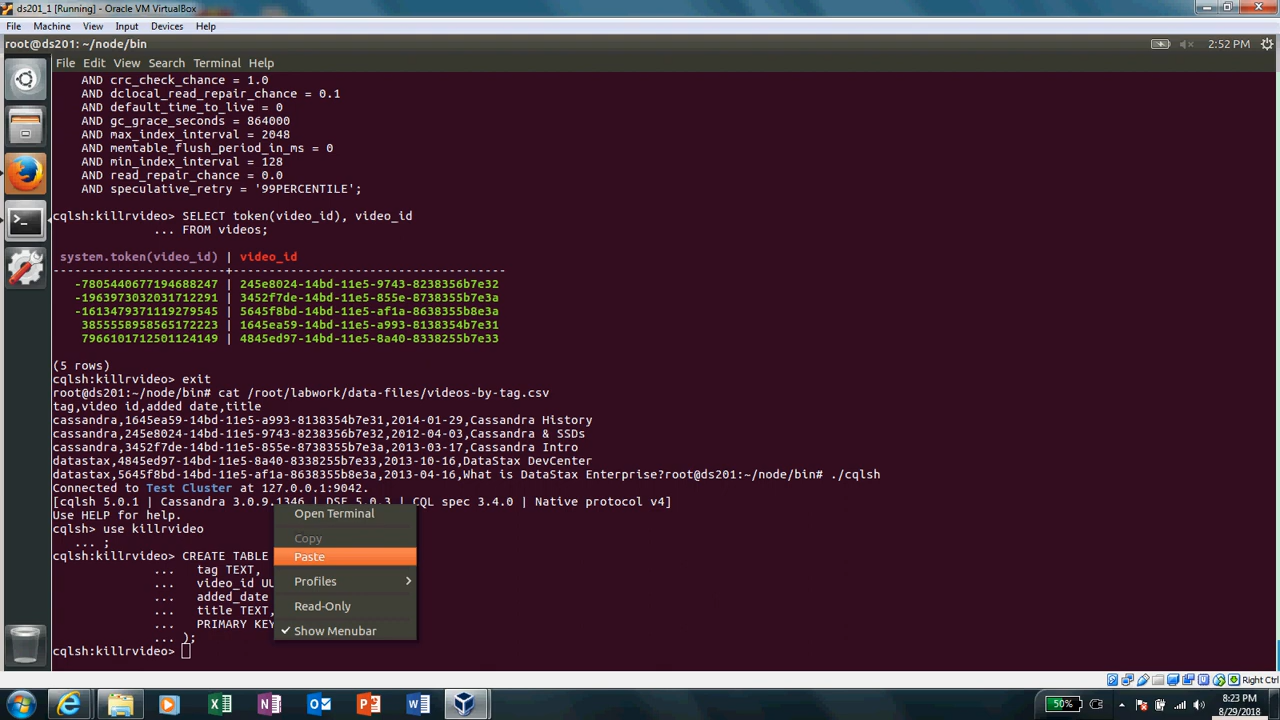 ds201_1 [Running] - Oracle VM VirtualBox
File Machine View Input Devices Help
root@ds201: ~/node/bin
2:52 PM
File Edit View Search Terminal Help
AND crc_check_chance = 1.0
AND dclocal_read_repair_chance = 0.1
AND default_time_to_live = 0
AND gc_grace_seconds = 864000
AND max_index_interval = 2048
AND memtable_flush_period_in_ms = 0
AND min_index_interval = 128
AND read_repair_chance = 0.0
AND speculative_retry = '99PERCENTILE';
cqlsh:killrvideo> SELECT token(video_id), video_id
... FROM videos;
system.token(video_id) | video_id
------------------------+--------------------------------------
-7805440677194688247 | 245e8024-14bd-11e5-9743-8238356b7e32
-1963973032031712291 | 3452f7de-14bd-11e5-855e-8738355b7e3a
-1613479371119279545 | 5645f8bd-14bd-11e5-af1a-8638355b8e3a
3855558958565172223 | 1645ea59-14bd-11e5-a993-8138354b7e31
7966101712501124149 | 4845ed97-14bd-11e5-8a40-8338255b7e33
(5 rows)
cqlsh:killrvideo> exit
root@ds201:~/node/bin# cat /root/labwork/data-files/videos-by-tag.csv
tag,video id,added date,title
cassandra,1645ea59-14bd-11e5-a993-8138354b7e31,2014-01-29,Cassandra History
cassandra,245e8024-14bd-11e5-9743-8238356b7e32,2012-04-03,Cassandra & SSDs
cassandra,3452f7de-14bd-11e5-855e-8738355b7e3a,2013-03-17,Cassandra Intro
datastax,4845ed97-14bd-11e5-8a40-8338255b7e33,2013-10-16,DataStax DevCenter
datastax,5645f8bd-14bd-11e5-af1a-8638355b8e3a,2013-04-16,What is DataStax Enterprise?root@ds201:~/node/bin# ./cqlsh
Connected to Test Cluster at 127.0.0.1:9042.
[cqlsh 5.0.1 | Cassandra 3.0.9.1346 | DSE 5.0.3 | CQL spec 3.4.0 | Native protocol v4]
Use HELP for help.
cqlsh> use killrvideo
... ;
cqlsh:killrvideo> CREATE TABLE
... tag TEXT,
... video_id UU
... added_date
... title TEXT,
... PRIMARY KEY
... );
cqlsh:killrvideo>
Open Terminal
Copy
Paste
Profiles
Read-Only
Show Menubar
Right Ctrl
50%
8:23 PM
8/29/2018